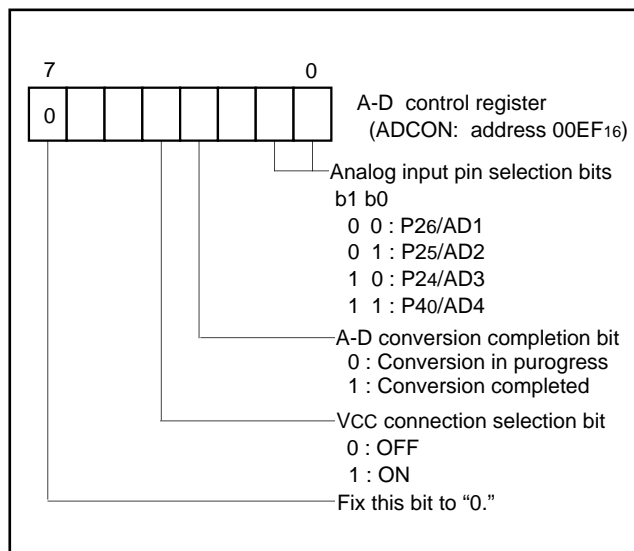 7 0
0
A-D control register
(ADCON: address 00EF16)
Analog input pin selection bits
b1 b0
0 0 : P26/AD1
0 1 : P25/AD2
1 0 : P24/AD3
1 1 : P40/AD4
A-D conversion completion bit
0 : Conversion in purogress
1 : Conversion completed
VCC connection selection bit
0 : OFF
1 : ON
Fix this bit to “0.”